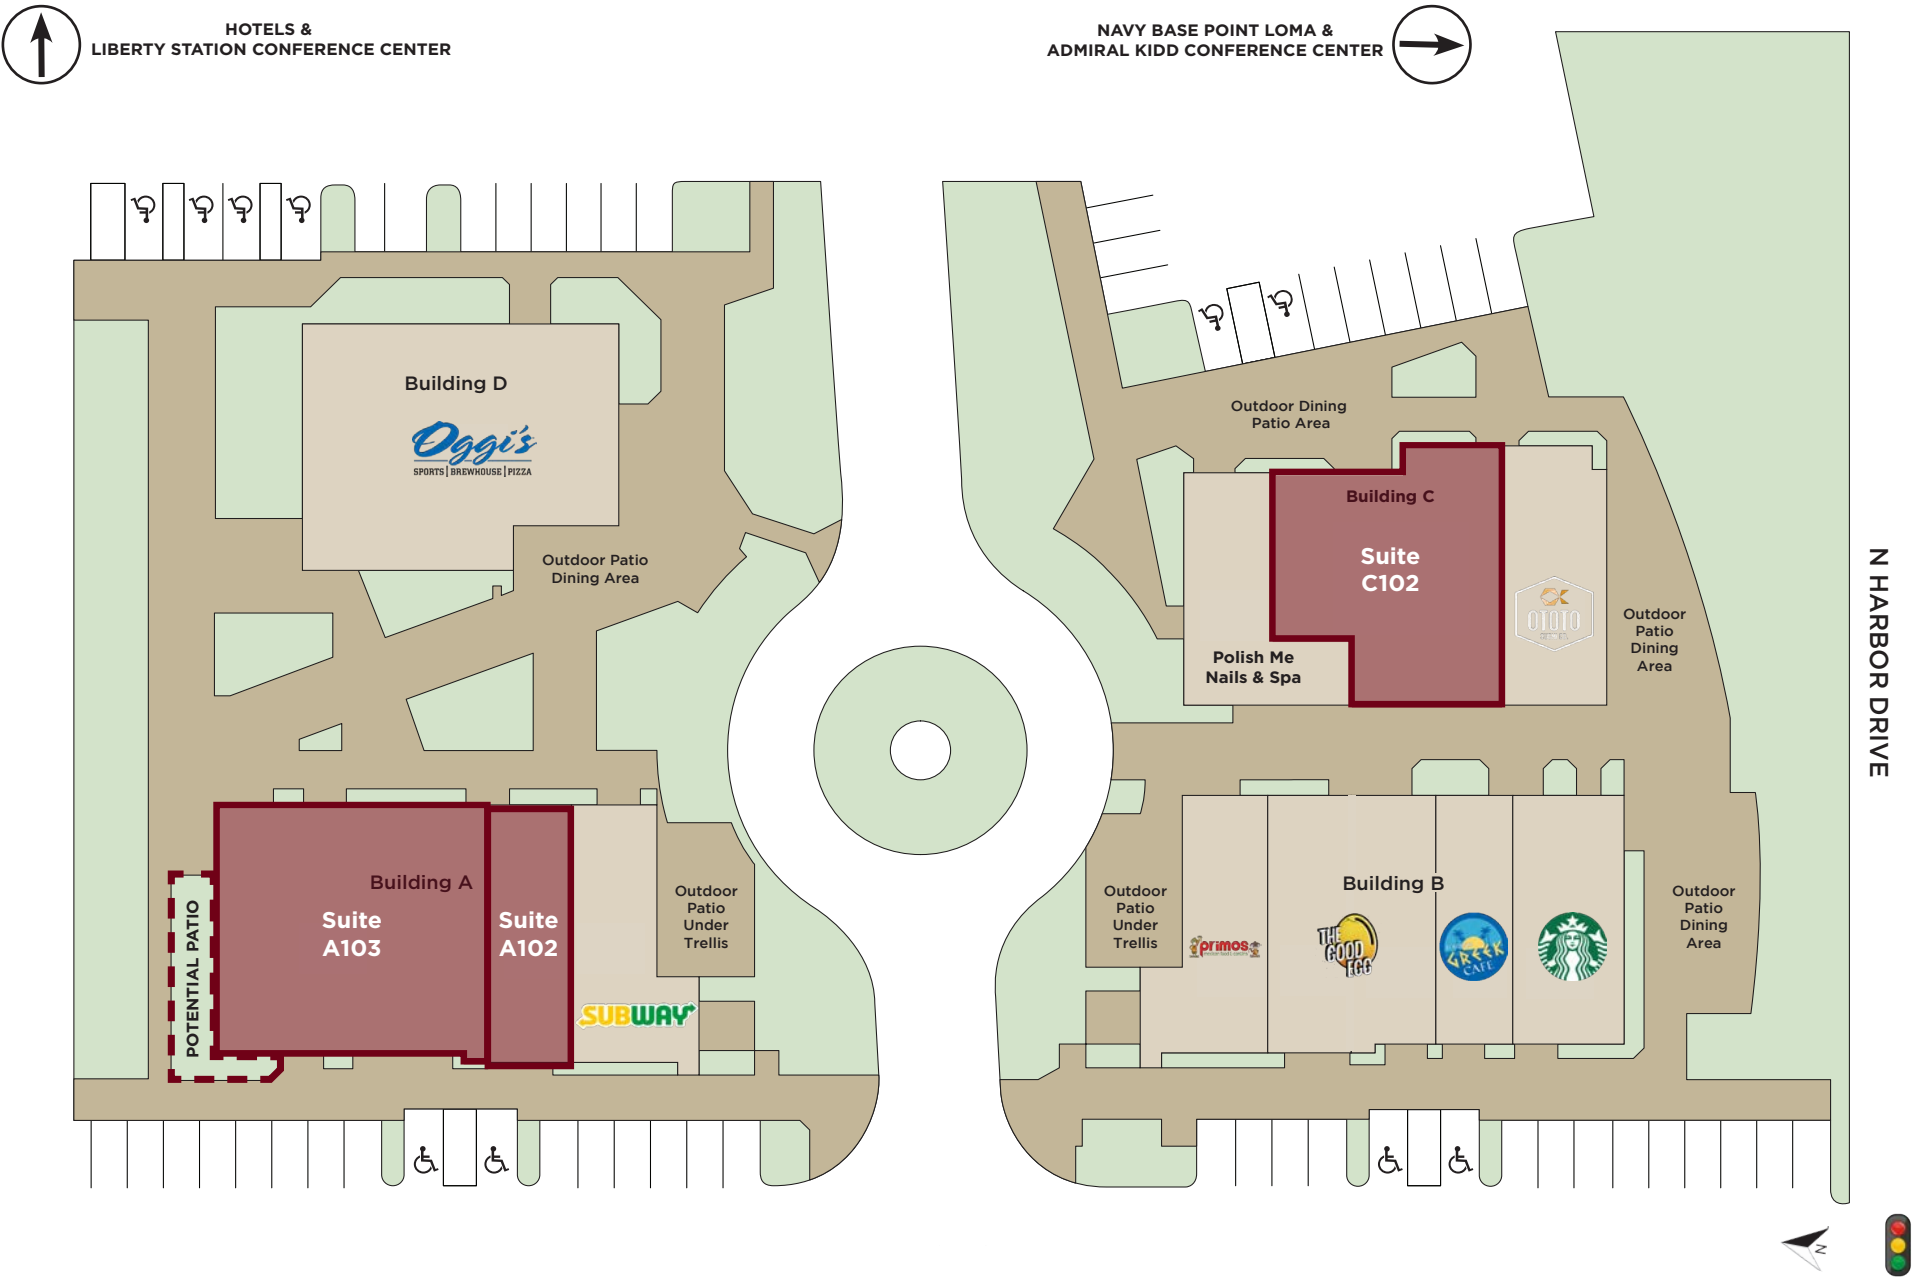 HOTELS &
LIBERTY STATION CONFERENCE CENTER
NAVY BASE POINT LOMA &
ADMIRAL KIDD CONFERENCE CENTER
Building D
Oggi's
SPORTS | BREWHOUSE | PIZZA
Outdoor Patio
Dining Area
Outdoor Dining
Patio Area
Building C
Suite
C102
OTOTO
Polish Me
Nails & Spa
Outdoor
Patio
Dining
Area
N HARBOR DRIVE
Building A
Suite
A103
Suite
A102
POTENTIAL PATIO
SUBWAY
Outdoor
Patio
Under
Trellis
Outdoor
Patio
Under
Trellis
Building B
primos
THE
GOOD
EGG
GREEK
CAFE
Outdoor
Patio
Dining
Area
N